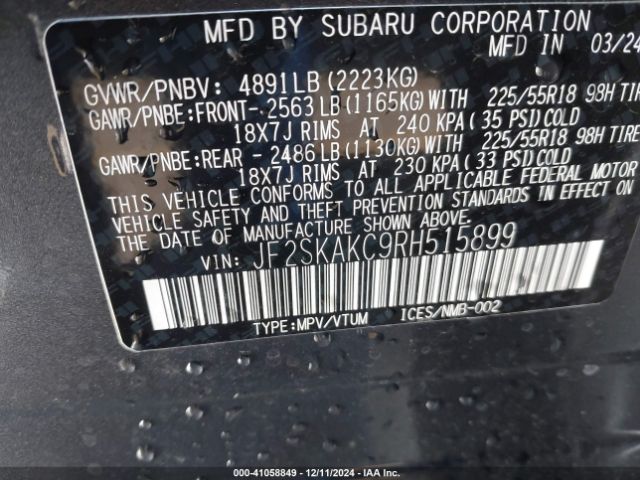 MFD BY SUBARU CORPORATION
MFD IN 03/24
GVWR/PNBV: 4891LB (2223KG)
GAWR/PNBE:FRONT- 2563 LB (1165KG) WITH 225/55R18 98H TIRE
18X7J RIMS AT 240 KPA (35 PSI) COLD
GAWR/PNBE:REAR - 2486 LB (1130KG) WITH 225/55R18 98H TIRE
18X7J RIMS AT 230 KPA (33 PSI) COLD
THIS VEHICLE CONFORMS TO ALL APPLICABLE FEDERAL MOTOR
VEHICLE SAFETY AND THEFT PREVENTION STANDARDS IN EFFECT ON
THE DATE OF MANUFACTURE SHOWN ABOVE.
VIN: JF2SKAKC9RH515899
TYPE:MPV/VTUM ICES/NMB-002
000-41058849 • 12/11/2024 - IAA Inc.